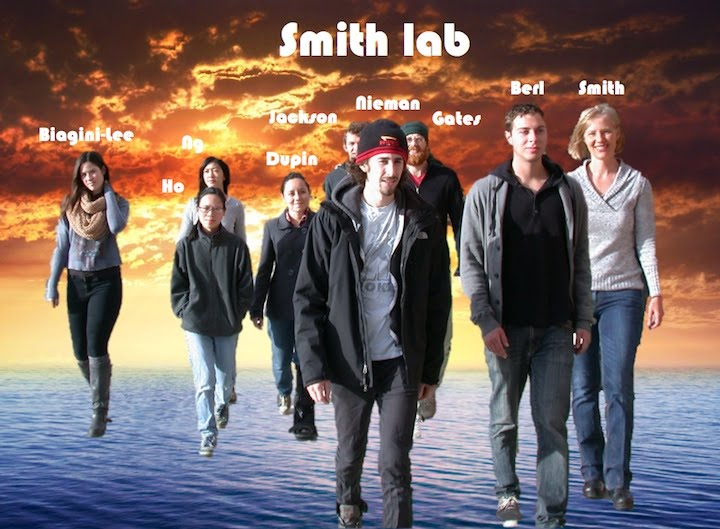 Smith lab
Berl
Smith
Nieman
Jackson
Gates
Biagini-Lee
Ng
Dupin
Ho